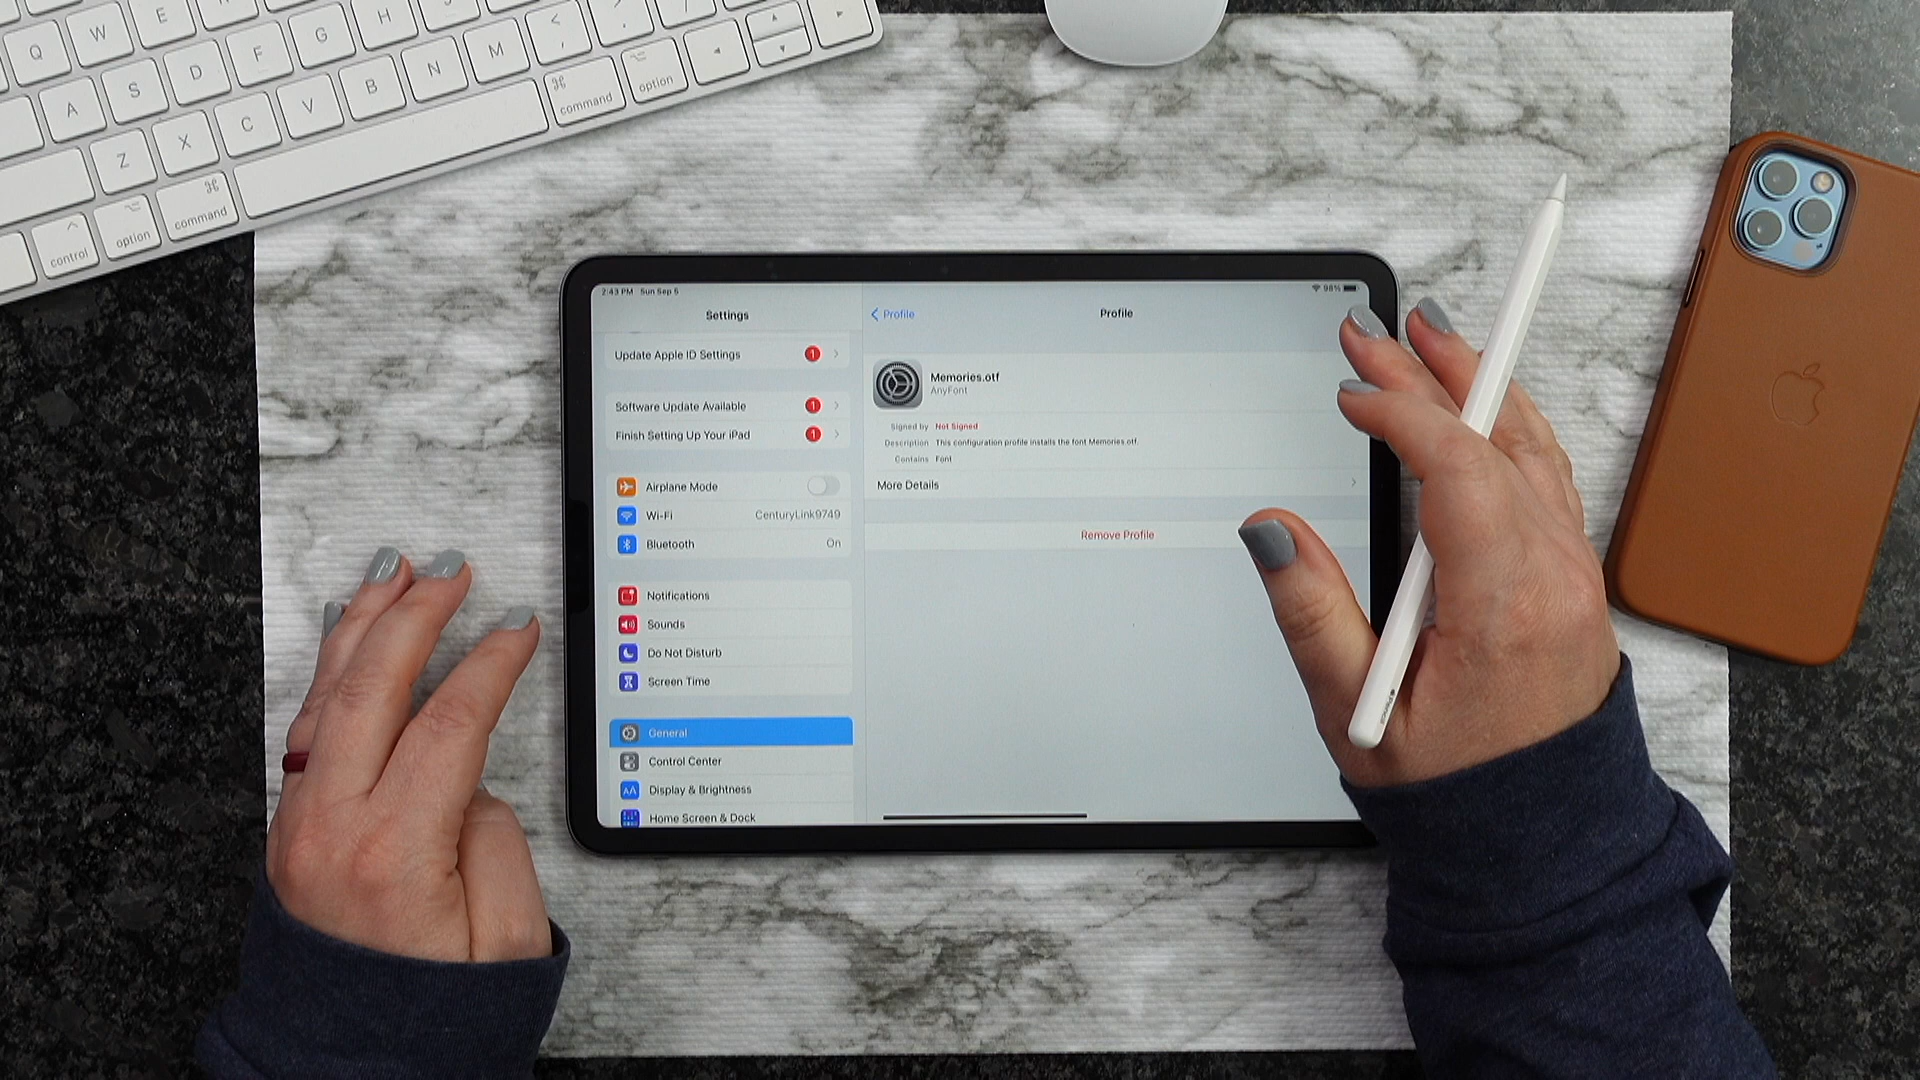 Q W E G H
A S D F G H
Z X C V B N M < , > . /
control option command command option
⌘
⌥
2:43 PM Sun Sep 5
98%
Settings
Update Apple ID Settings 1
Software Update Available 1
Finish Setting Up Your iPad 1
Airplane Mode
Wi-Fi CenturyLink9749
Bluetooth On
Notifications
Sounds
Do Not Disturb
Screen Time
General
Control Center
AA Display & Brightness
Home Screen & Dock
Profile
Profile
Memories.otf
AnyFont
Signed by Not Signed
Description This configuration profile installs the font Memories.otf.
Contains Font
More Details
Remove Profile
Pencil